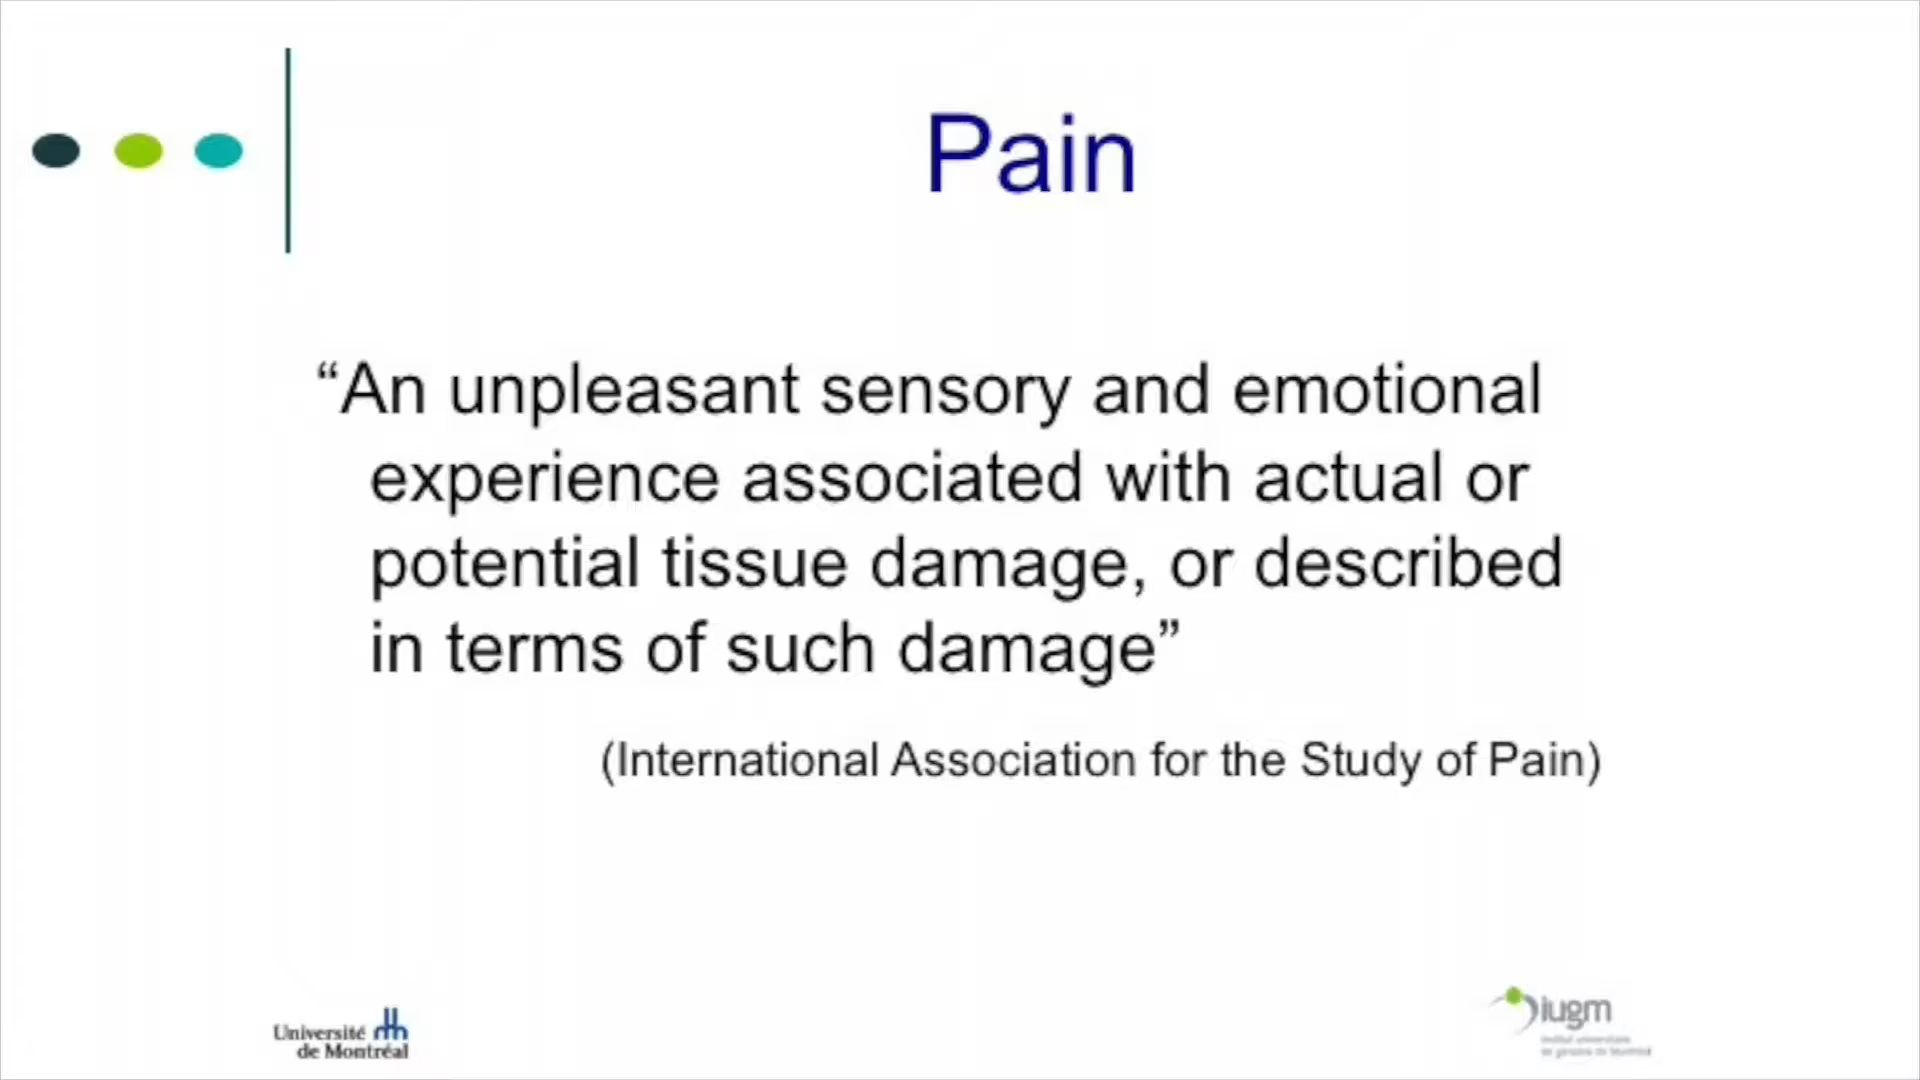 Pain
“An unpleasant sensory and emotional
experience associated with actual or
potential tissue damage, or described
in terms of such damage”
(International Association for the Study of Pain)
Université
de Montréal
iugm